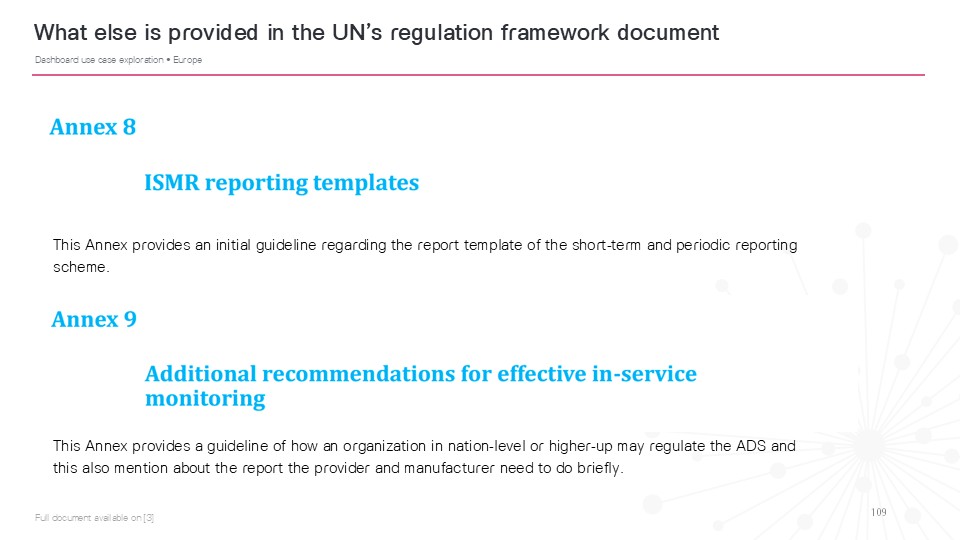 What else is provided in the UN’s regulation framework document
Dashboard use case exploration • Europe
Annex 8
ISMR reporting templates
This Annex provides an initial guideline regarding the report template of the short-term and periodic reporting
scheme.
Annex 9
Additional recommendations for effective in-service
monitoring
This Annex provides a guideline of how an organization in nation-level or higher-up may regulate the ADS and
this also mention about the report the provider and manufacturer need to do briefly.
Full document available on [3]
109